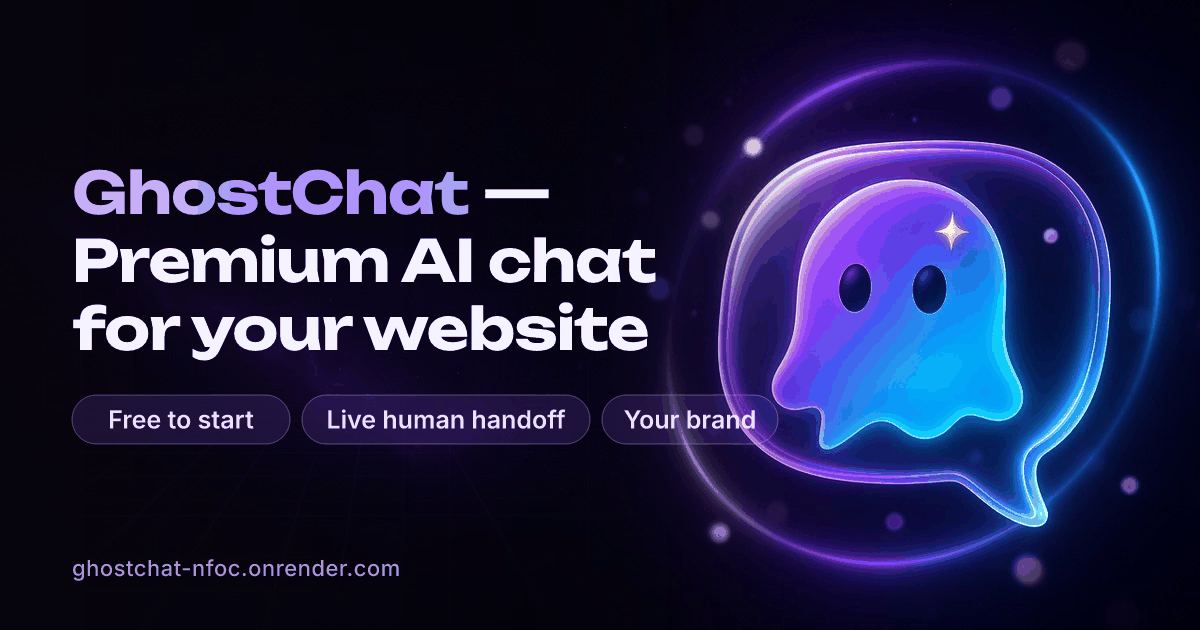 GhostChat —
Premium AI chat
for your website
Free to start
Live human handoff
Your brand
ghostchat-nfoc.onrender.com